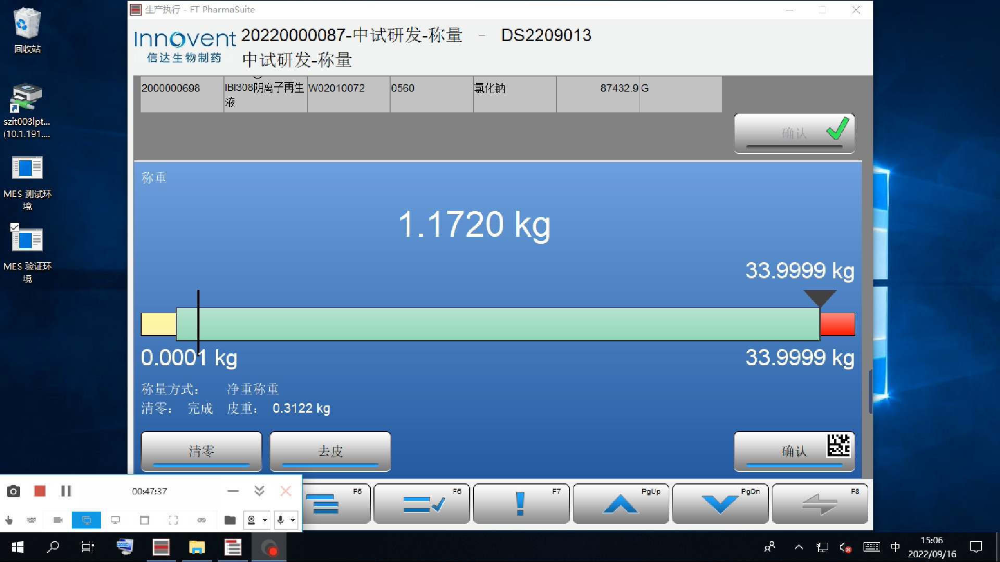 生产执行 - FT PharmaSuite
Innovent
信达生物制药
20220000087-中试研发-称量 - DS2209013
中试研发-称量
2000000698 IBI308阴离子再生液 W02010072 0560 氯化钠 87432.9 G
确认
称重
1.1720 kg
33.9999 kg
0.0001 kg
33.9999 kg
称量方式: 净重称重
清零: 完成 皮重: 0.3122 kg
清零
去皮
确认
F5
F6
F7
PgUp
PgDn
F8
回收站
szit003lpt...
(10.1.191....
MES 测试环
境
MES 验证环
境
00:47:37
中
15:06
2022/09/16